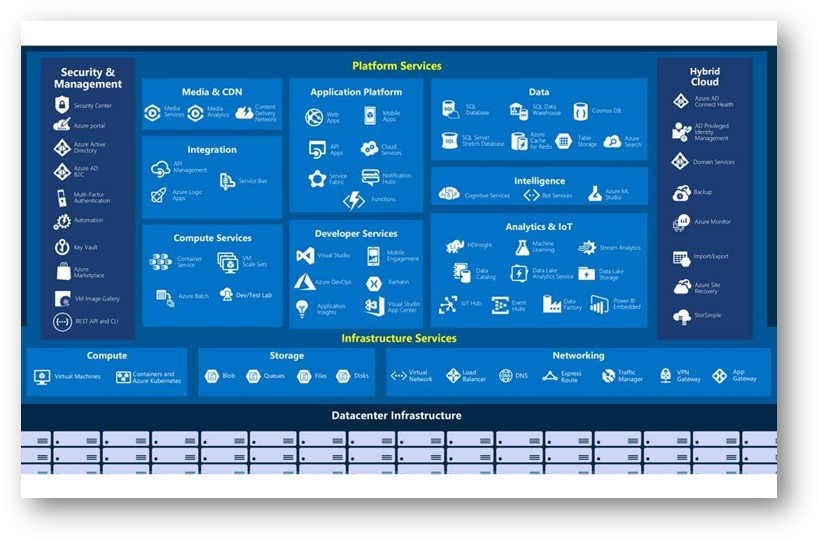 Platform Services
Security &
Management
Security Center
Azure portal
Azure Active
Directory
Azure AD
B2C
Multi-Factor
Authentication
Automation
Key Vault
Azure
Marketplace
VM Image Gallery
REST API and CLI
Media & CDN
Media
Services
Media
Analytics
Content
Delivery
Network
Integration
API
Management
Service Bus
Azure Logic
Apps
Compute Services
Container
Service
VM
Scale Sets
Azure Batch
Dev/Test Lab
Application Platform
Web
Apps
Mobile
Apps
API
Apps
Cloud
Services
Service
Fabric
Notification
Hubs
Functions
Developer Services
Visual Studio
Mobile
Engagement
Azure DevOps
Xamarin
Application
Insights
Visual Studio
App Center
Data
SQL
Database
SQL Data
Warehouse
Cosmos DB
SQL Server
Stretch Database
Azure
Cache
for Redis
Table
Storage
Azure
Search
Intelligence
Cognitive Services
Bot Services
Azure ML
Studio
Analytics & IoT
HDInsight
Machine
Learning
Stream Analytics
Data
Catalog
Data Lake
Analytics Service
Data Lake
Storage
IoT Hub
Event
Hubs
Data
Factory
Power BI
Embedded
Hybrid
Cloud
Azure AD
Connect Health
AD Privileged
Identity
Management
Domain Services
Backup
Azure Monitor
Import/Export
Azure Site
Recovery
StorSimple
Infrastructure Services
Compute
Virtual Machines
Containers and
Azure Kubernetes
Storage
Blob
Queues
Files
Disks
Networking
Virtual
Network
Load
Balancer
DNS
Express
Route
Traffic
Manager
VPN
Gateway
App
Gateway
Datacenter Infrastructure